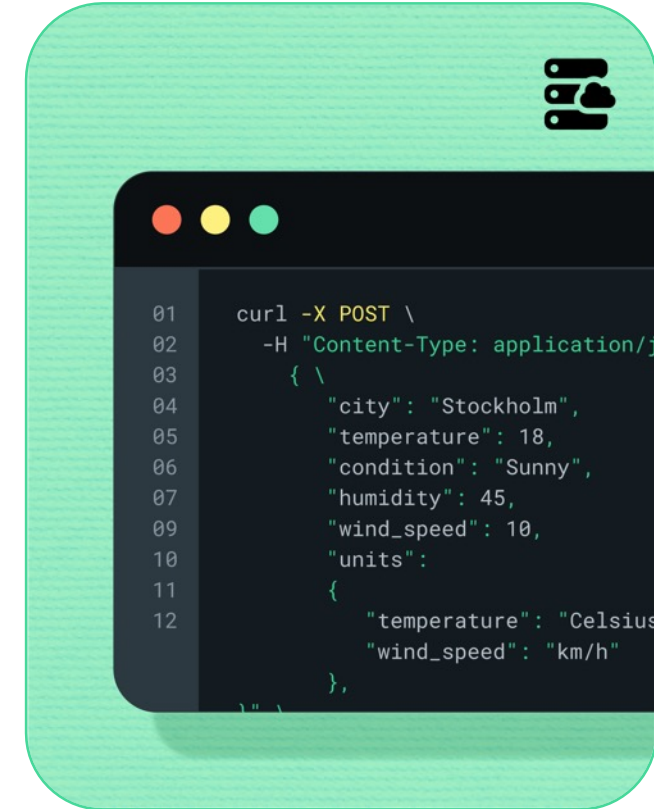 01 curl -X POST \
02 -H "Content-Type: application/j
03 { \
04 "city": "Stockholm",
05 "temperature": 18,
06 "condition": "Sunny",
07 "humidity": 45,
09 "wind_speed": 10,
10 "units":
11 {
12 "temperature": "Celsius
"wind_speed": "km/h"
},
}" \